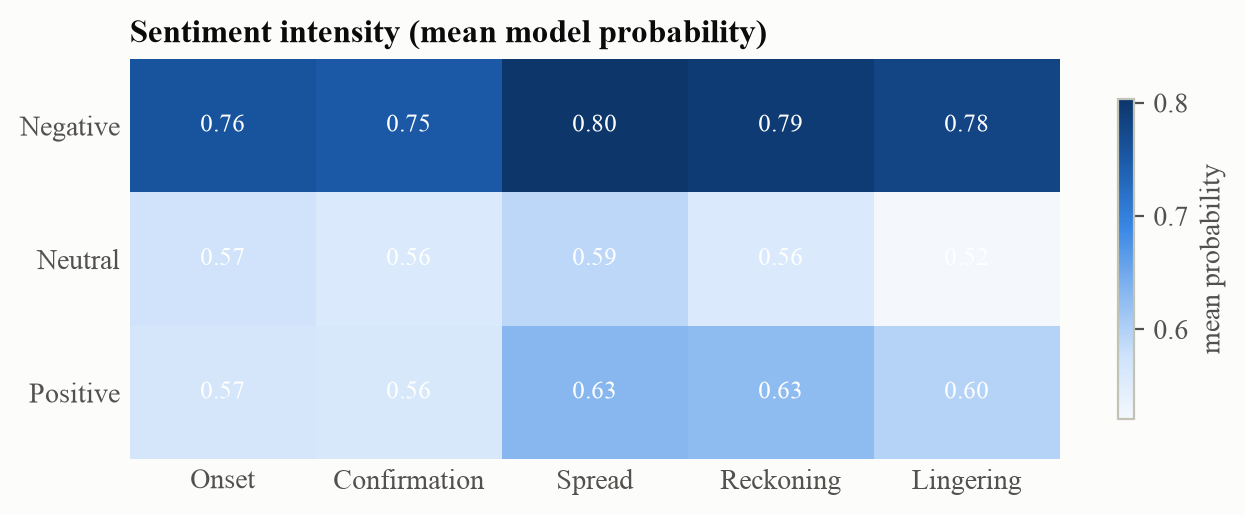 Sentiment intensity (mean model probability)
Negative 0.76 0.75 0.80 0.79 0.78
Neutral 0.57 0.56 0.59 0.56 0.52
Positive 0.57 0.56 0.63 0.63 0.60
Onset Confirmation Spread Reckoning Lingering
0.8
0.7
0.6
mean probability